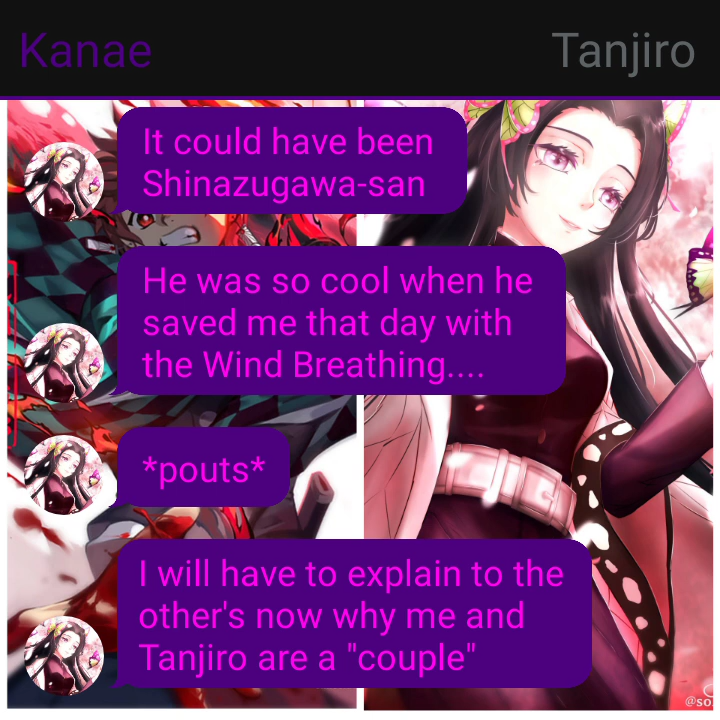 Kanae Tanjiro
It could have been
Shinazugawa-san
He was so cool when he
saved me that day with
the Wind Breathing....
*pouts*
I will have to explain to the
other's now why me and
Tanjiro are a "couple"